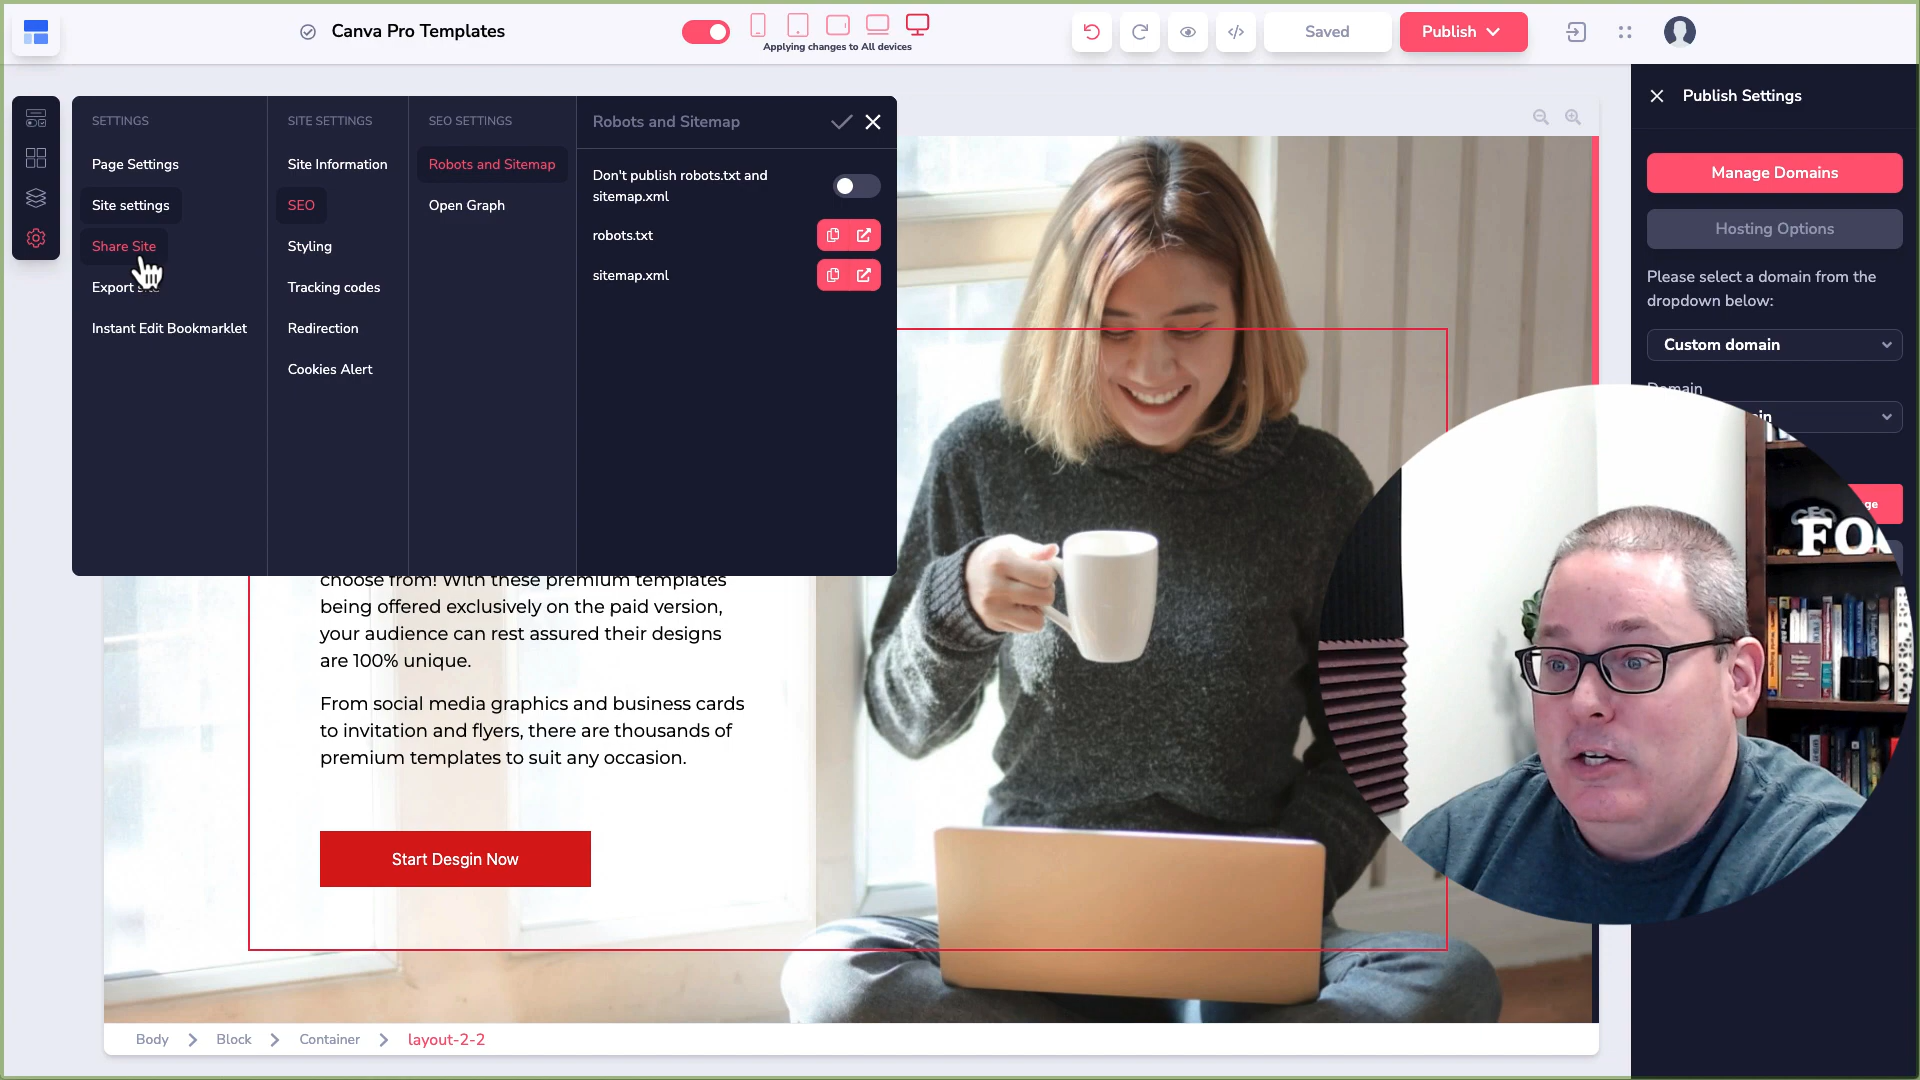 Canva Pro Templates
Applying changes to All devices
Saved
Publish
SETTINGS
Page Settings
Site settings
Share Site
Export
Instant Edit Bookmarklet
SITE SETTINGS
Site Information
SEO
Styling
Tracking codes
Redirection
Cookies Alert
SEO SETTINGS
Robots and Sitemap
Open Graph
Robots and Sitemap
Don't publish robots.txt and
sitemap.xml
robots.txt
sitemap.xml
choose from! With these premium templates
being offered exclusively on the paid version,
your audience can rest assured their designs
are 100% unique.
From social media graphics and business cards
to invitation and flyers, there are thousands of
premium templates to suit any occasion.
Start Desgin Now
Body
Block
Container
layout-2-2
Publish Settings
Manage Domains
Hosting Options
Please select a domain from the
dropdown below:
Custom domain
Domain